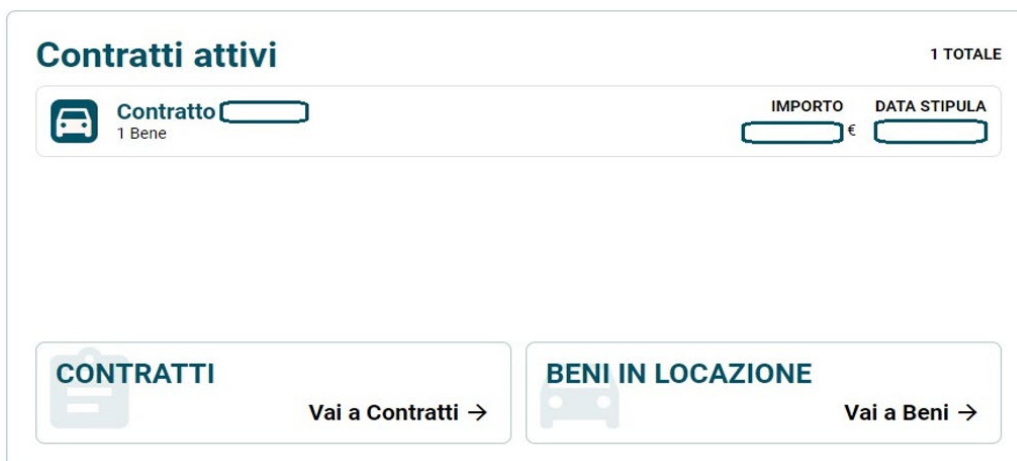 Contratti attivi
1 TOTALE
Contratto
1 Bene
IMPORTO
€
DATA STIPULA
CONTRATTI
Vai a Contratti →
BENI IN LOCAZIONE
Vai a Beni →